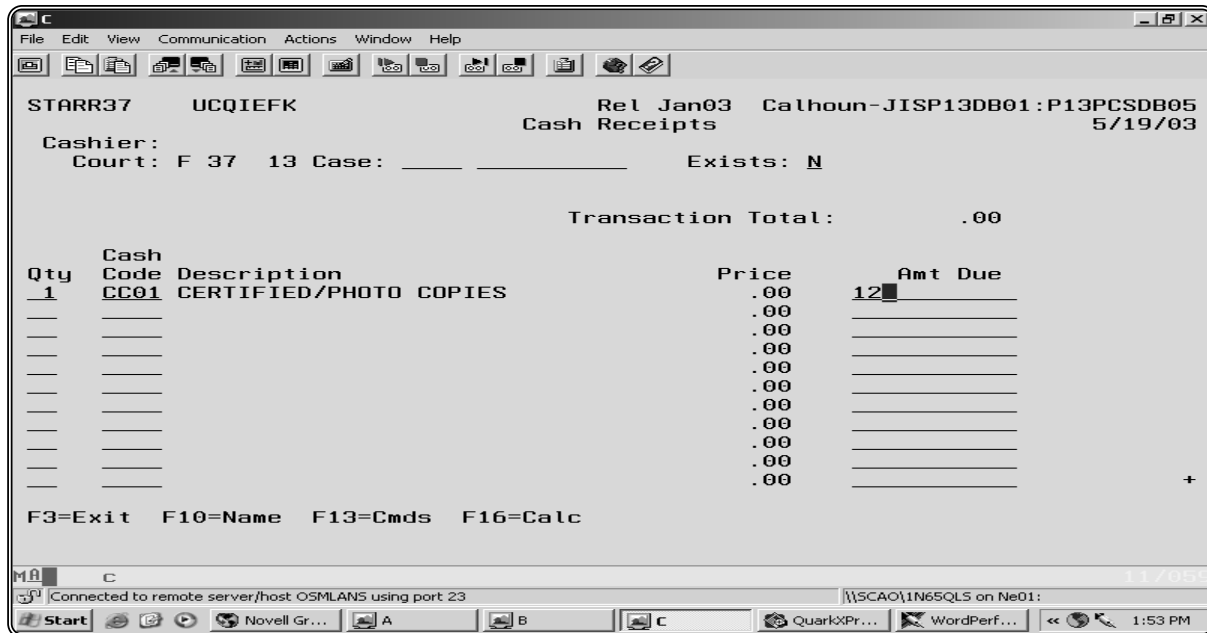 C
File Edit View Communication Actions Window Help
STARR37 UCQIEFK Rel Jan03 Calhoun-JISP13DB01:P13PCSDB05
Cash Receipts 5/19/03
Cashier:
Court: F 37 13 Case: ____ __________ Exists: N
Transaction Total: .00
Cash
Qty Code Description Price Amt Due
1 CC01 CERTIFIED/PHOTO COPIES .00 12
.00
.00
.00
.00
.00
.00
.00
.00
.00
.00 +
F3=Exit F10=Name F13=Cmds F16=Calc
MA C 11/059
Connected to remote server/host OSMLANS using port 23 \\SCAO\1N65QLS on Ne01:
Start Novell Gr... A B C QuarkXPr... WordPerf... « 1:53 PM